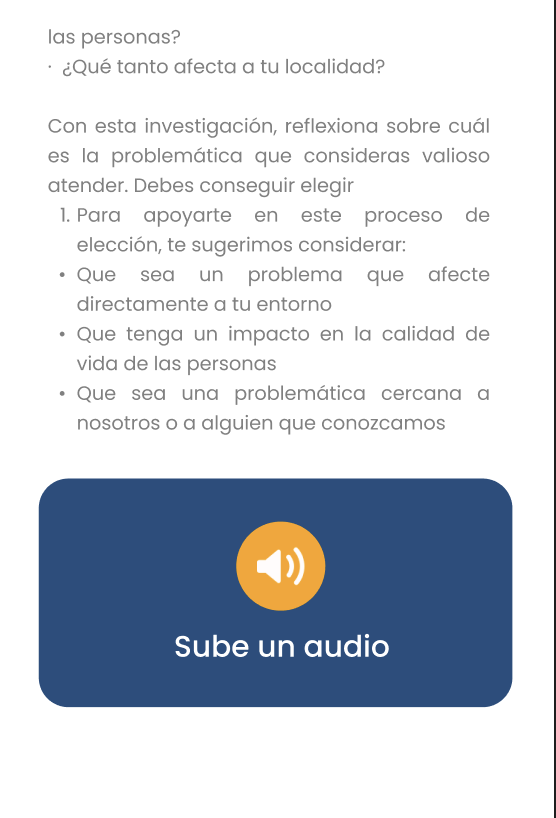 las personas?
· ¿Qué tanto afecta a tu localidad?
Con esta investigación, reflexiona sobre cuál
es la problemática que consideras valioso
atender. Debes conseguir elegir
1. Para apoyarte en este proceso de
elección, te sugerimos considerar:
• Que sea un problema que afecte
directamente a tu entorno
• Que tenga un impacto en la calidad de
vida de las personas
• Que sea una problemática cercana a
nosotros o a alguien que conozcamos
Sube un audio